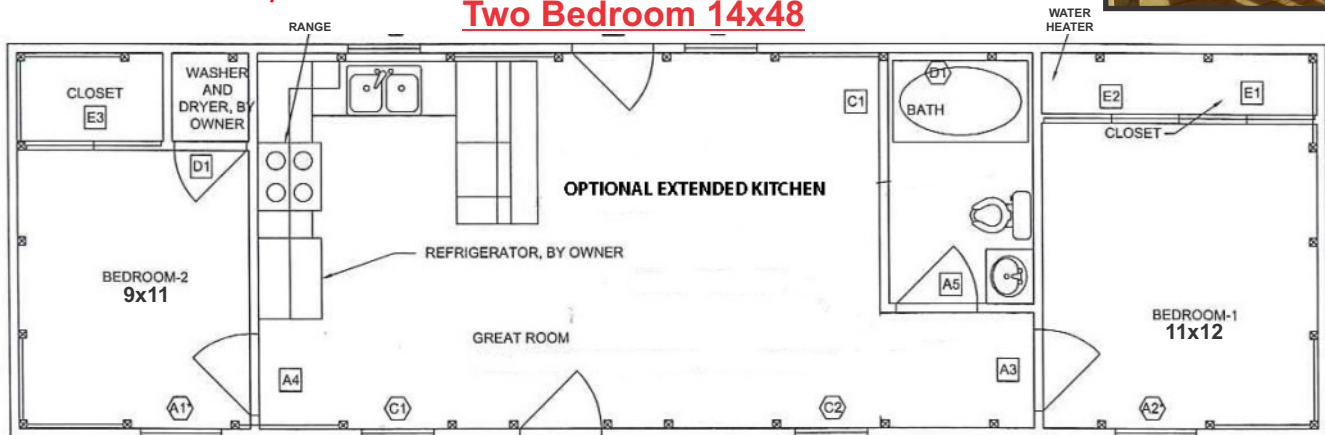 Two Bedroom 14x48
RANGE
WATER
HEATER
CLOSET
E3
WASHER
AND
DRYER, BY
OWNER
D1
BEDROOM-2
9x11
A1*
A4
C1
REFRIGERATOR, BY OWNER
OPTIONAL EXTENDED KITCHEN
GREAT ROOM
C1
C2
D1
BATH
A5
A3
E2
E1
CLOSET
BEDROOM-1
11x12
A2*